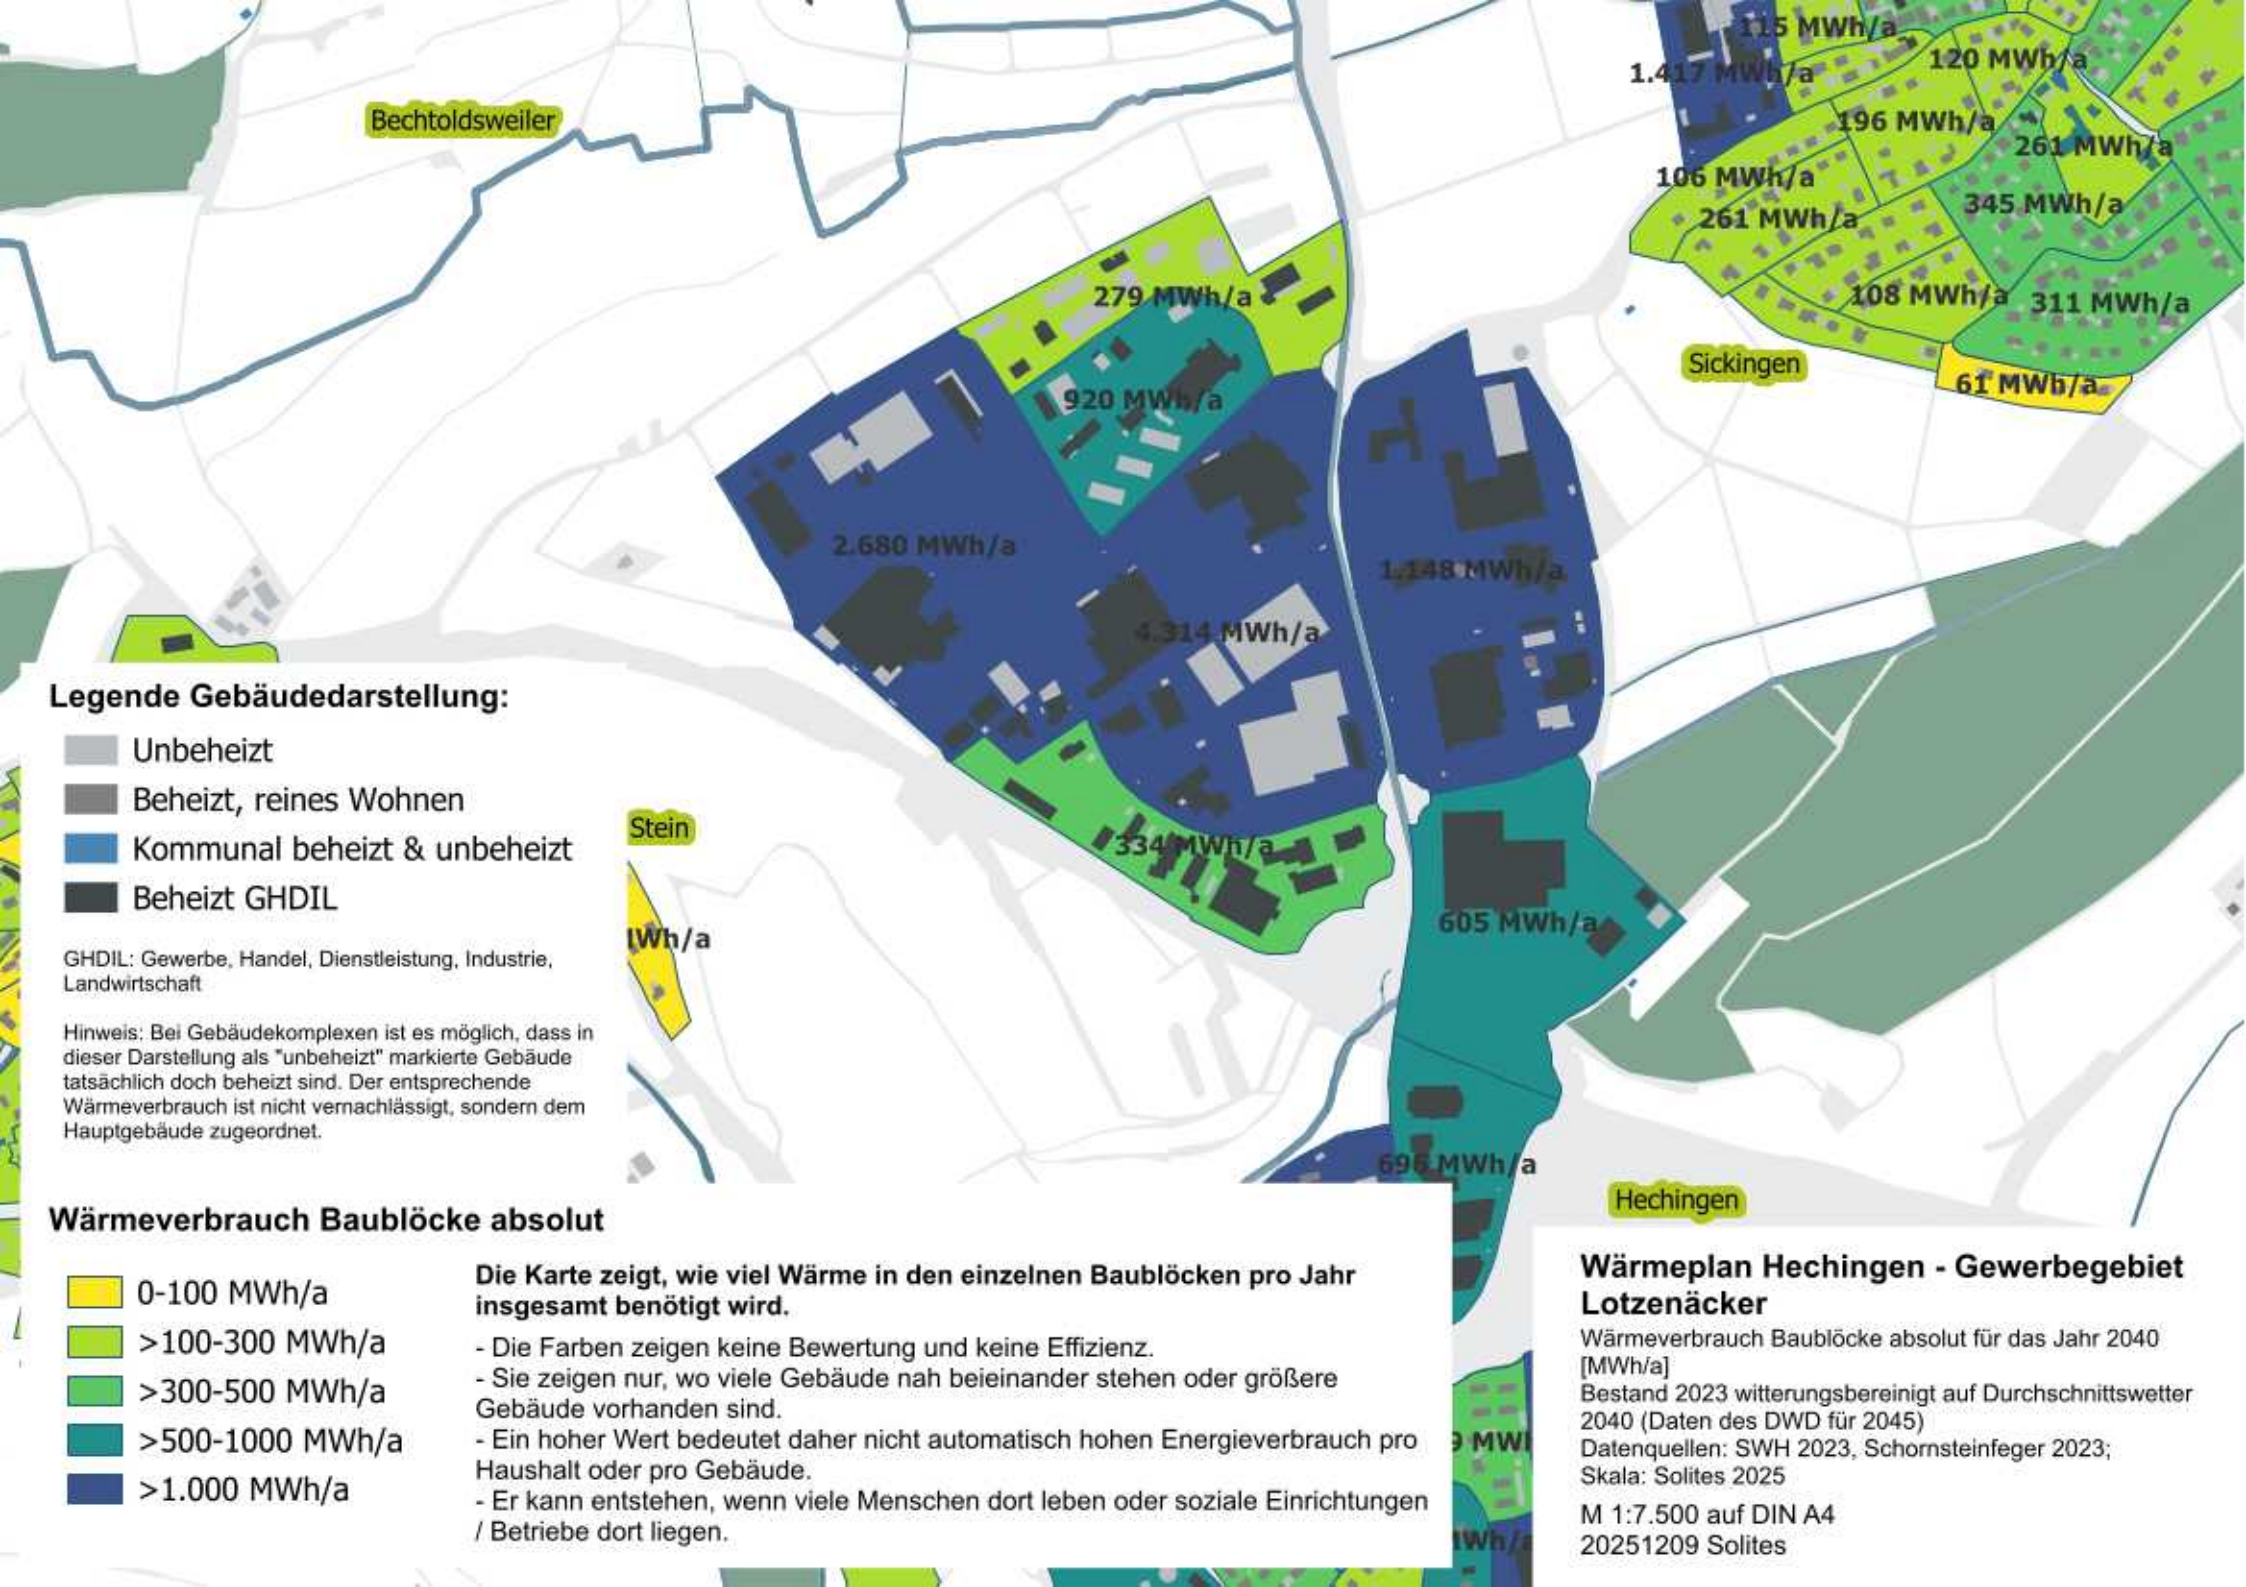 115 MWh/a
120 MWh/a
1.417 MWh/a
Bechtoldsweiler
196 MWh/a
261 MWh/a
106 MWh/a
345 MWh/a
261 MWh/a
279 MWh/a
108 MWh/a
311 MWh/a
Sickingen
61 MWh/a
920 MWh/a
2.680 MWh/a
1.148 MWh/a
4.314 MWh/a
334 MWh/a
605 MWh/a
696 MWh/a
Legende Gebäudedarstellung:
Unbeheizt
Beheizt, reines Wohnen
Kommunal beheizt & unbeheizt
Beheizt GHDIL
GHDIL: Gewerbe, Handel, Dienstleistung, Industrie,
Landwirtschaft
Hinweis: Bei Gebäudekomplexen ist es möglich, dass in
dieser Darstellung als "unbeheizt" markierte Gebäude
tatsächlich doch beheizt sind. Der entsprechende
Wärmeverbrauch ist nicht vernachlässigt, sondern dem
Hauptgebäude zugeordnet.
Stein
Hechingen
Wärmeverbrauch Baublöcke absolut
0-100 MWh/a
>100-300 MWh/a
>300-500 MWh/a
>500-1000 MWh/a
>1.000 MWh/a
Die Karte zeigt, wie viel Wärme in den einzelnen Baublöcken pro Jahr
insgesamt benötigt wird.
- Die Farben zeigen keine Bewertung und keine Effizienz.
- Sie zeigen nur, wo viele Gebäude nah beieinander stehen oder größere
Gebäude vorhanden sind.
- Ein hoher Wert bedeutet daher nicht automatisch hohen Energieverbrauch pro
Haushalt oder pro Gebäude.
- Er kann entstehen, wenn viele Menschen dort leben oder soziale Einrichtungen
/ Betriebe dort liegen.
Wärmeplan Hechingen - Gewerbegebiet
Lotzenäcker
Wärmeverbrauch Baublöcke absolut für das Jahr 2040
[MWh/a]
Bestand 2023 witterungsbereinigt auf Durchschnittswetter
2040 (Daten des DWD für 2045)
Datenquellen: SWH 2023, Schornsteinfeger 2023;
Skala: Solites 2025
M 1:7.500 auf DIN A4
20251209 Solites